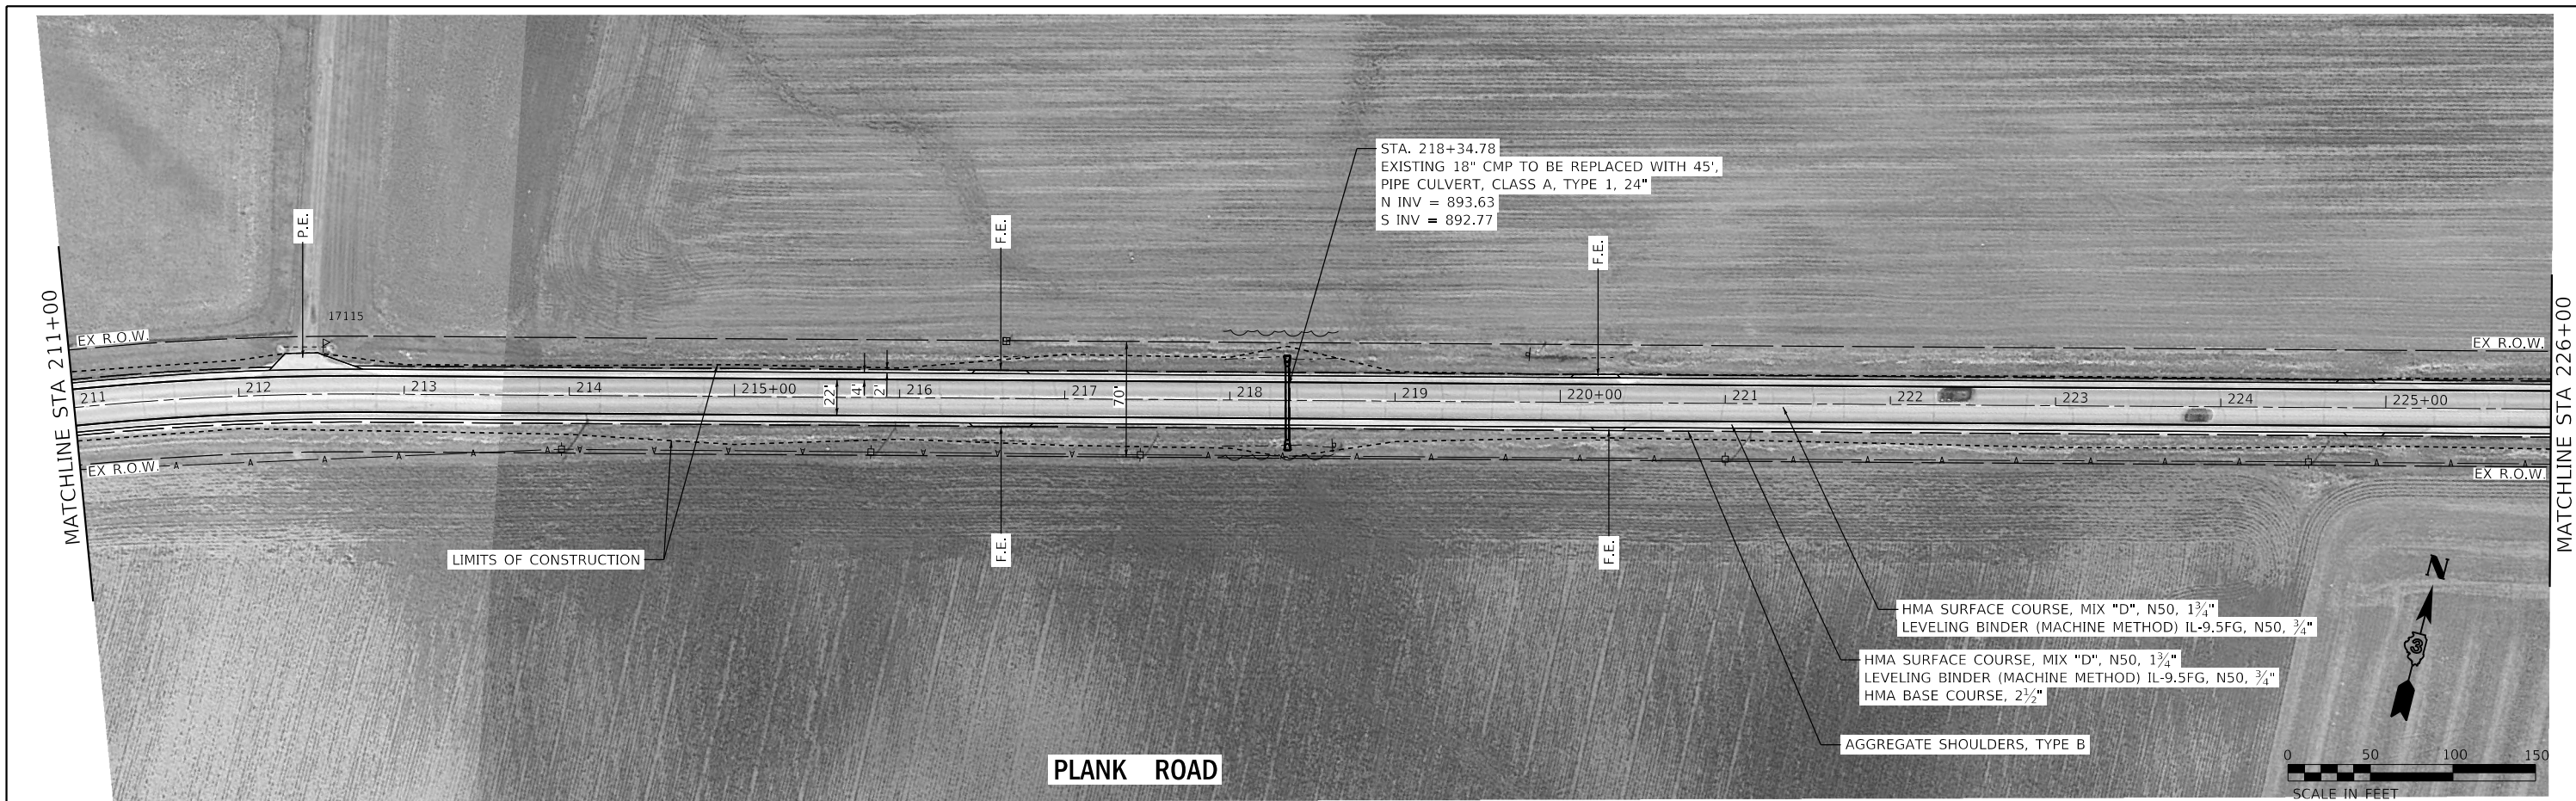 STA. 218+34.78
EXISTING 18" CMP TO BE REPLACED WITH 45',
PIPE CULVERT, CLASS A, TYPE 1, 24"
N INV = 893.63
S INV = 892.77
P.E.
F.E.
F.E.
17115
MATCHLINE STA 211+00
MATCHLINE STA 226+00
EX R.O.W.
EX R.O.W.
211
212
213
214
215+00
22'
4'
2'
216
217
70'
218
219
220+00
221
222
223
224
225+00
EX R.O.W.
EX R.O.W.
LIMITS OF CONSTRUCTION
F.E.
F.E.
HMA SURFACE COURSE, MIX "D", N50, 1¾"
LEVELING BINDER (MACHINE METHOD) IL-9.5FG, N50, ¾"
HMA SURFACE COURSE, MIX "D", N50, 1¾"
LEVELING BINDER (MACHINE METHOD) IL-9.5FG, N50, ¾"
HMA BASE COURSE, 2½"
AGGREGATE SHOULDERS, TYPE B
N
3
PLANK ROAD
0 50 100 150
SCALE IN FEET